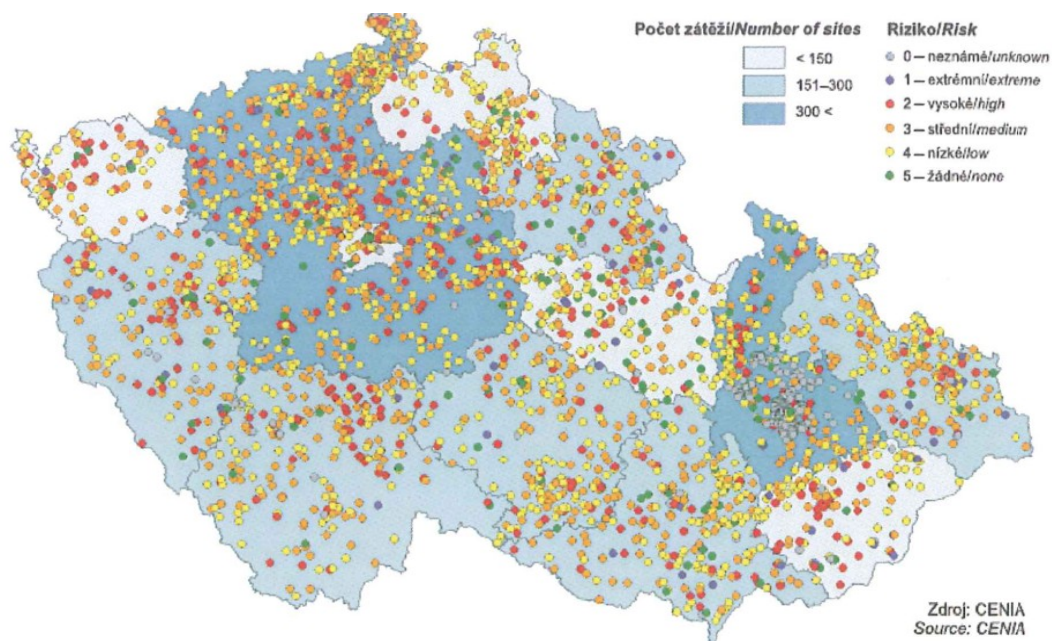 Počet zátěží/Number of sites
< 150
151–300
300 <
Riziko/Risk
0 – neznámé/unknown
1 – extrémní/extreme
2 – vysoké/high
3 – střední/medium
4 – nízké/low
5 – žádné/none
Zdroj: CENIA
Source: CENIA